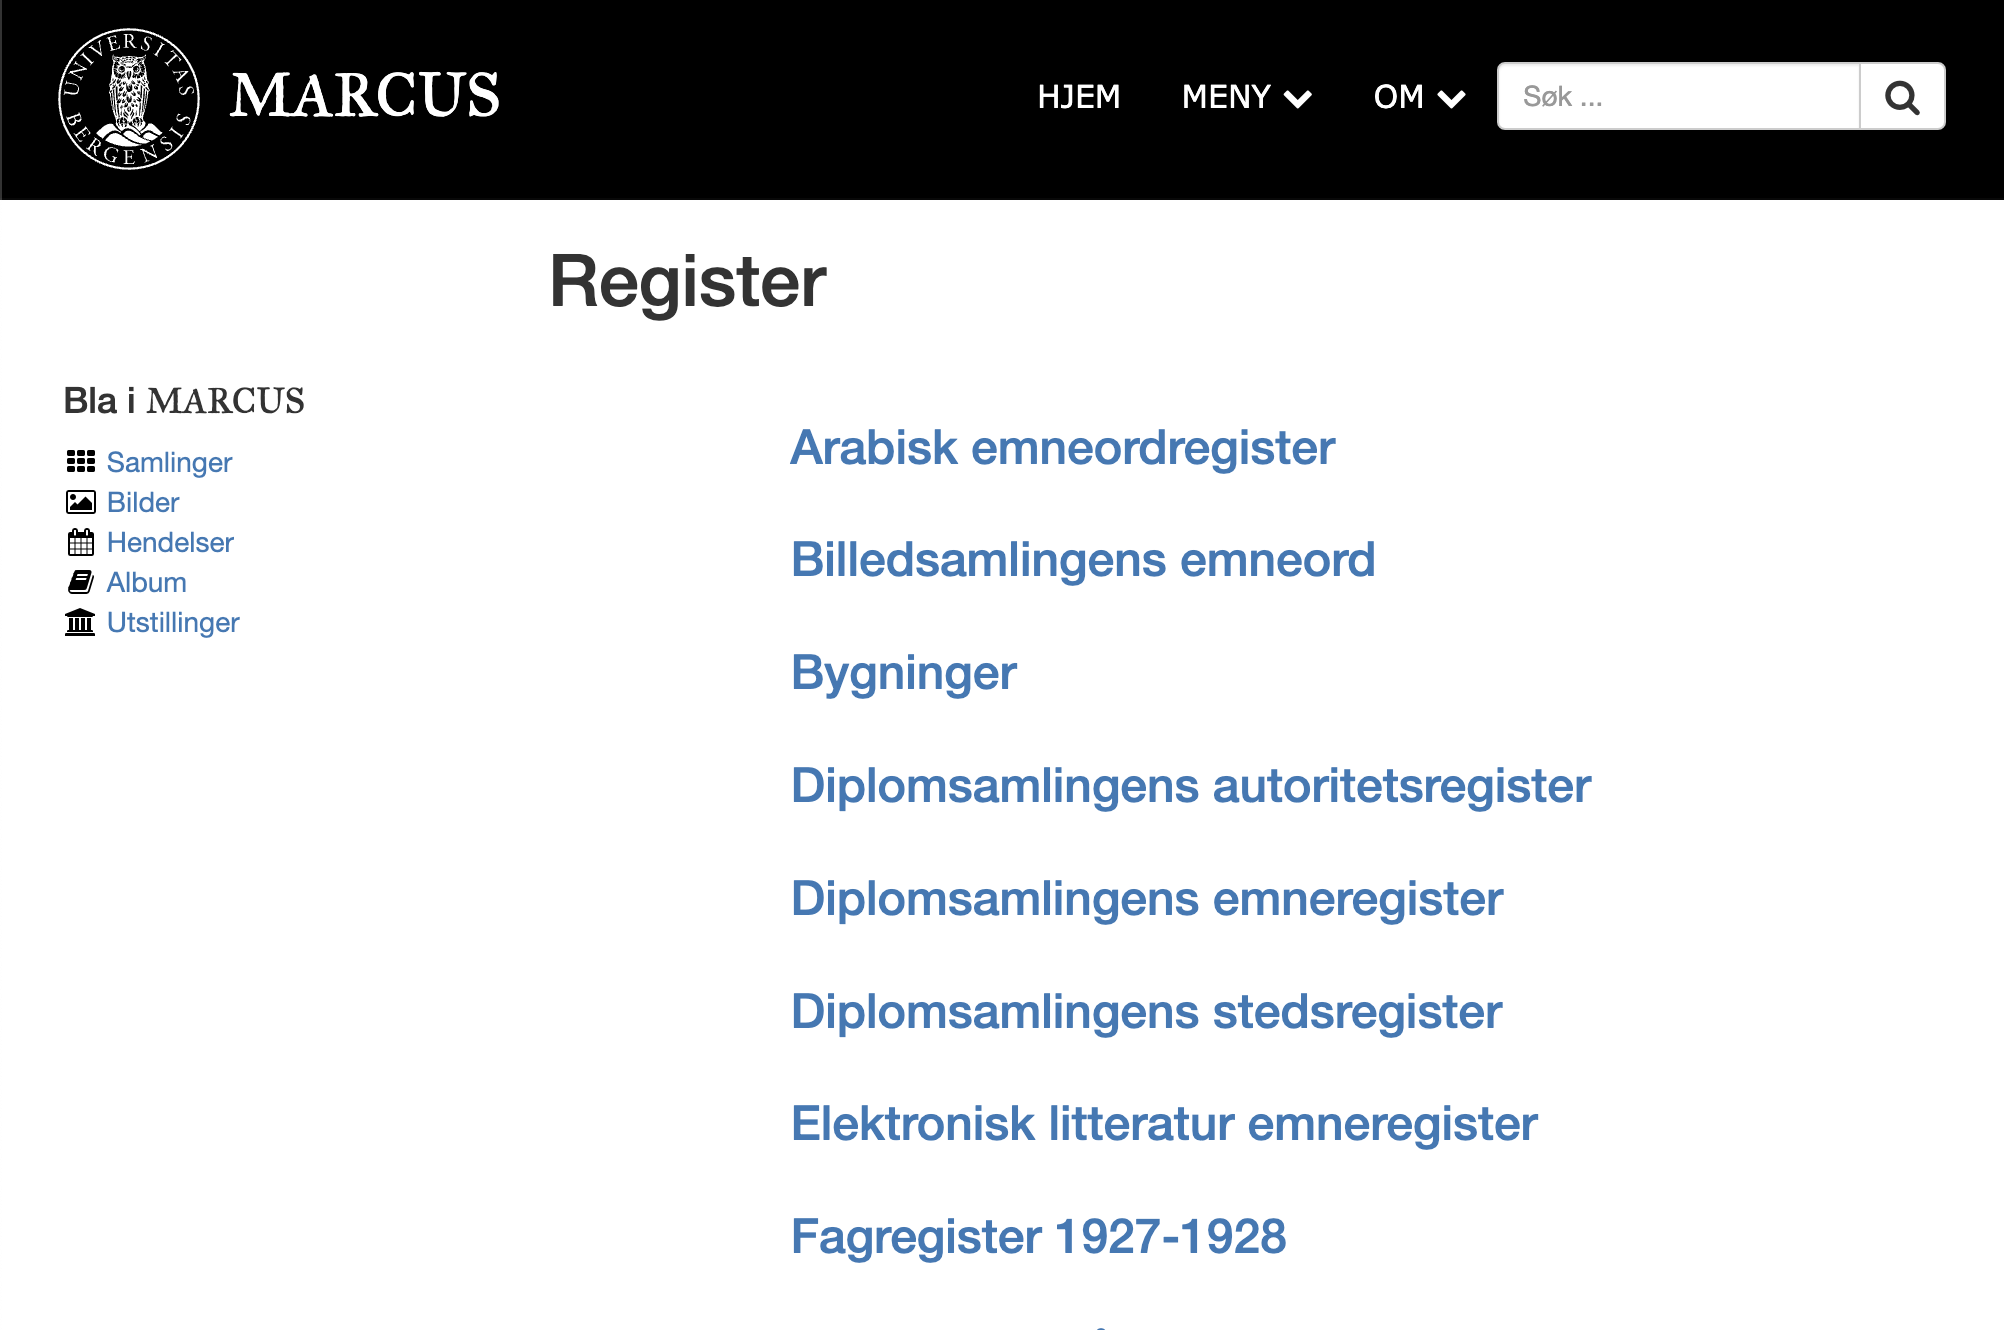 UNIVERSITAS BERGENSIS
MARCUS
HJEM
MENY
OM
Søk ...
Register
Bla i MARCUS
Samlinger
Bilder
Hendelser
Album
Utstillinger
Arabisk emneordregister
Billedsamlingens emneord
Bygninger
Diplomsamlingens autoritetsregister
Diplomsamlingens emneregister
Diplomsamlingens stedsregister
Elektronisk litteratur emneregister
Fagregister 1927-1928